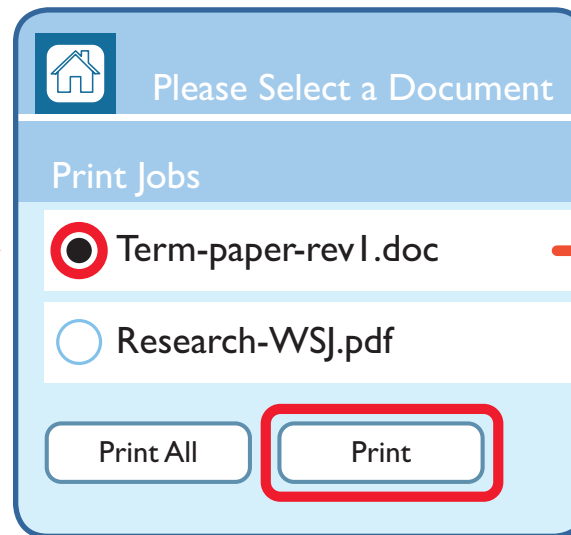 Please Select a Document
Print Jobs
Term-paper-rev1.doc
Research-WSJ.pdf
Print All
Print